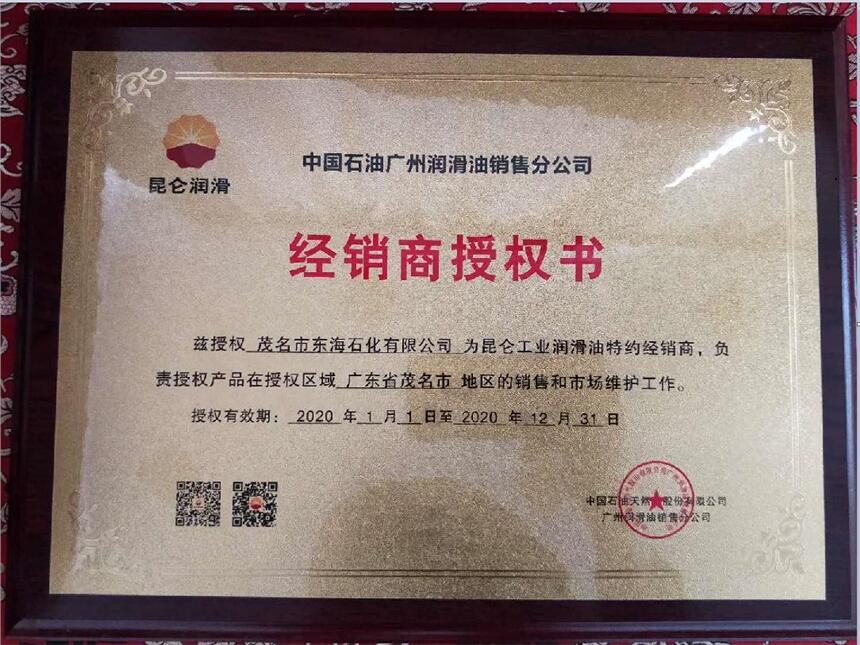 昆仑润滑
中国石油广州润滑油销售分公司
经销商授权书
兹授权 茂名市东海石化有限公司 为昆仑工业润滑油特约经销商，负
责授权产品在授权区域 广东省茂名市 地区的销售和市场维护工作。
授权有效期： 2020 年 1 月 1 日至 2020 年 12 月 31 日
中国石油天然 股份有限公司
广州润滑油销售分公司